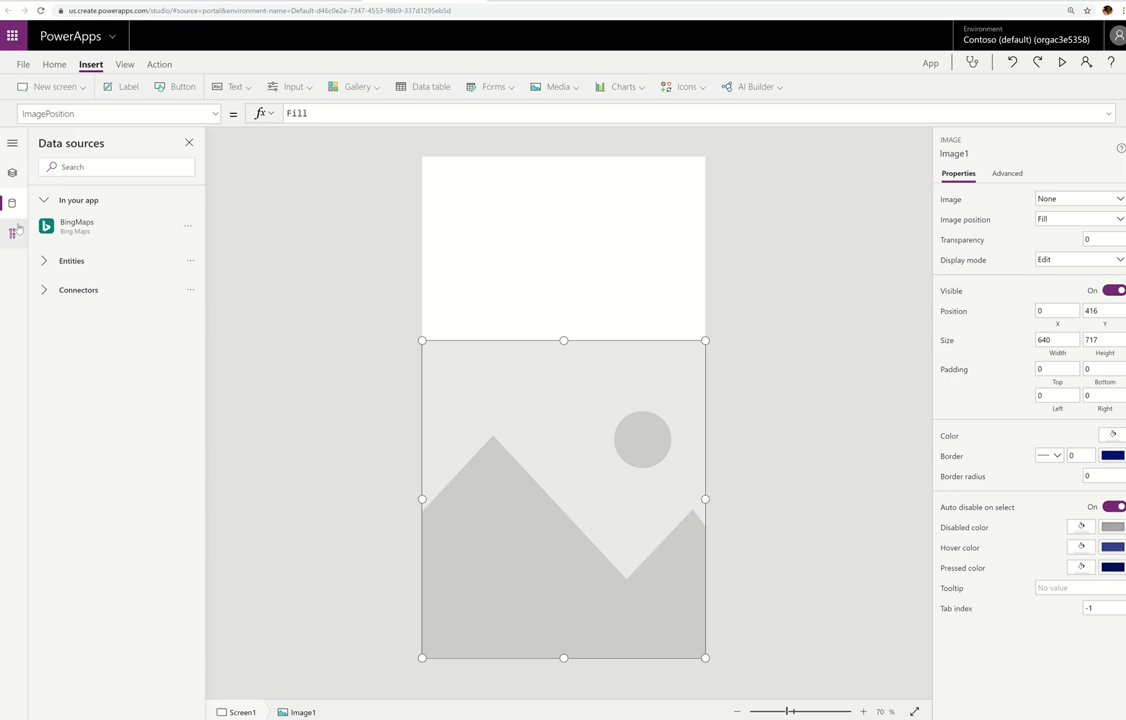 us.create.powerapps.com/studio/#source=portal&environment-name=Default-d46c0e2e-7347-4553-98b9-337d1295eb5d
PowerApps
Environment
Contoso (default) (orgac3e5358)
File Home Insert View Action App
New screen Label Button Text Input Gallery Data table Forms Media Charts Icons AI Builder
ImagePosition = fx Fill
Data sources
Search
In your app
BingMaps
Bing Maps
Entities
Connectors
IMAGE
Image1
Properties Advanced
Image None
Image position Fill
Transparency 0
Display mode Edit
Visible On
Position 0 416
X Y
Size 640 717
Width Height
Padding 0 0
Top Bottom
0 0
Left Right
Color
Border 0
Border radius 0
Auto disable on select On
Disabled color
Hover color
Pressed color
Tooltip No value
Tab index -1
Screen1 Image1 70 %